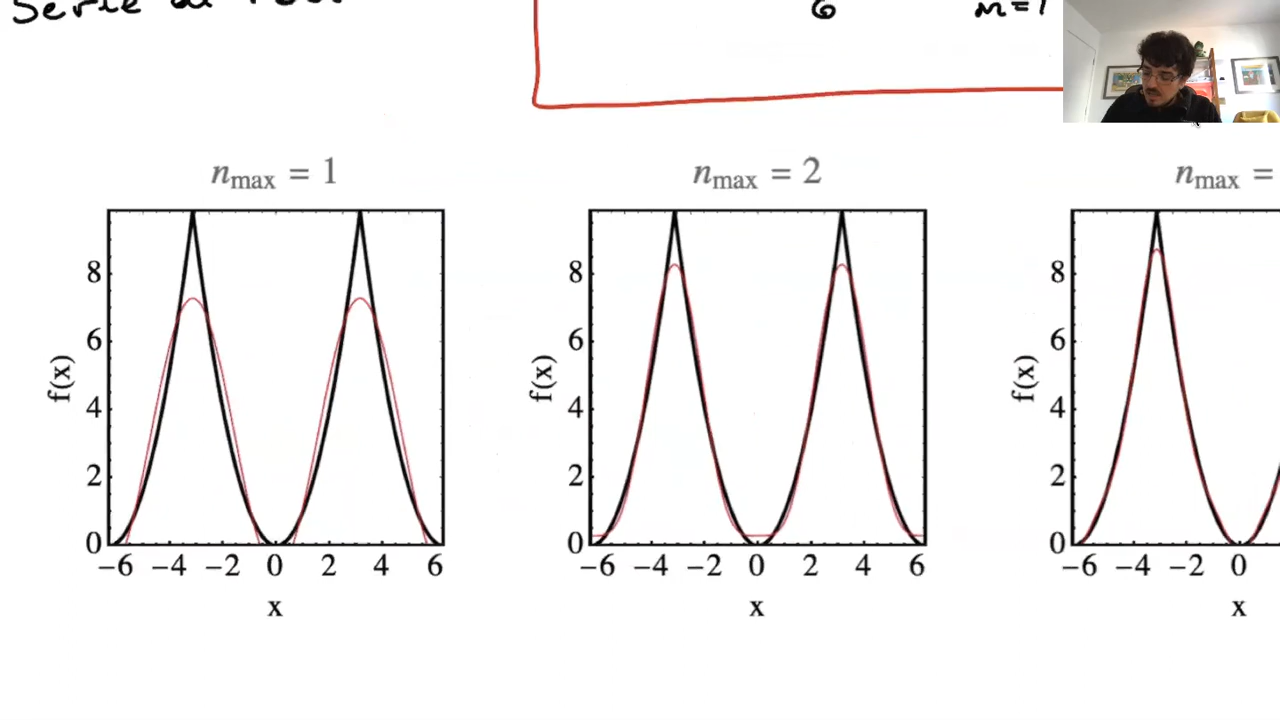 Serie de
6 n=1
n_max = 1 n_max = 2 n_max =
f(x) f(x) f(x)
8 8 8
6 6 6
4 4 4
2 2 2
0 0 0
−6 −4 −2 0 2 4 6 −6 −4 −2 0 2 4 6 −6 −4 −2 0
x x x